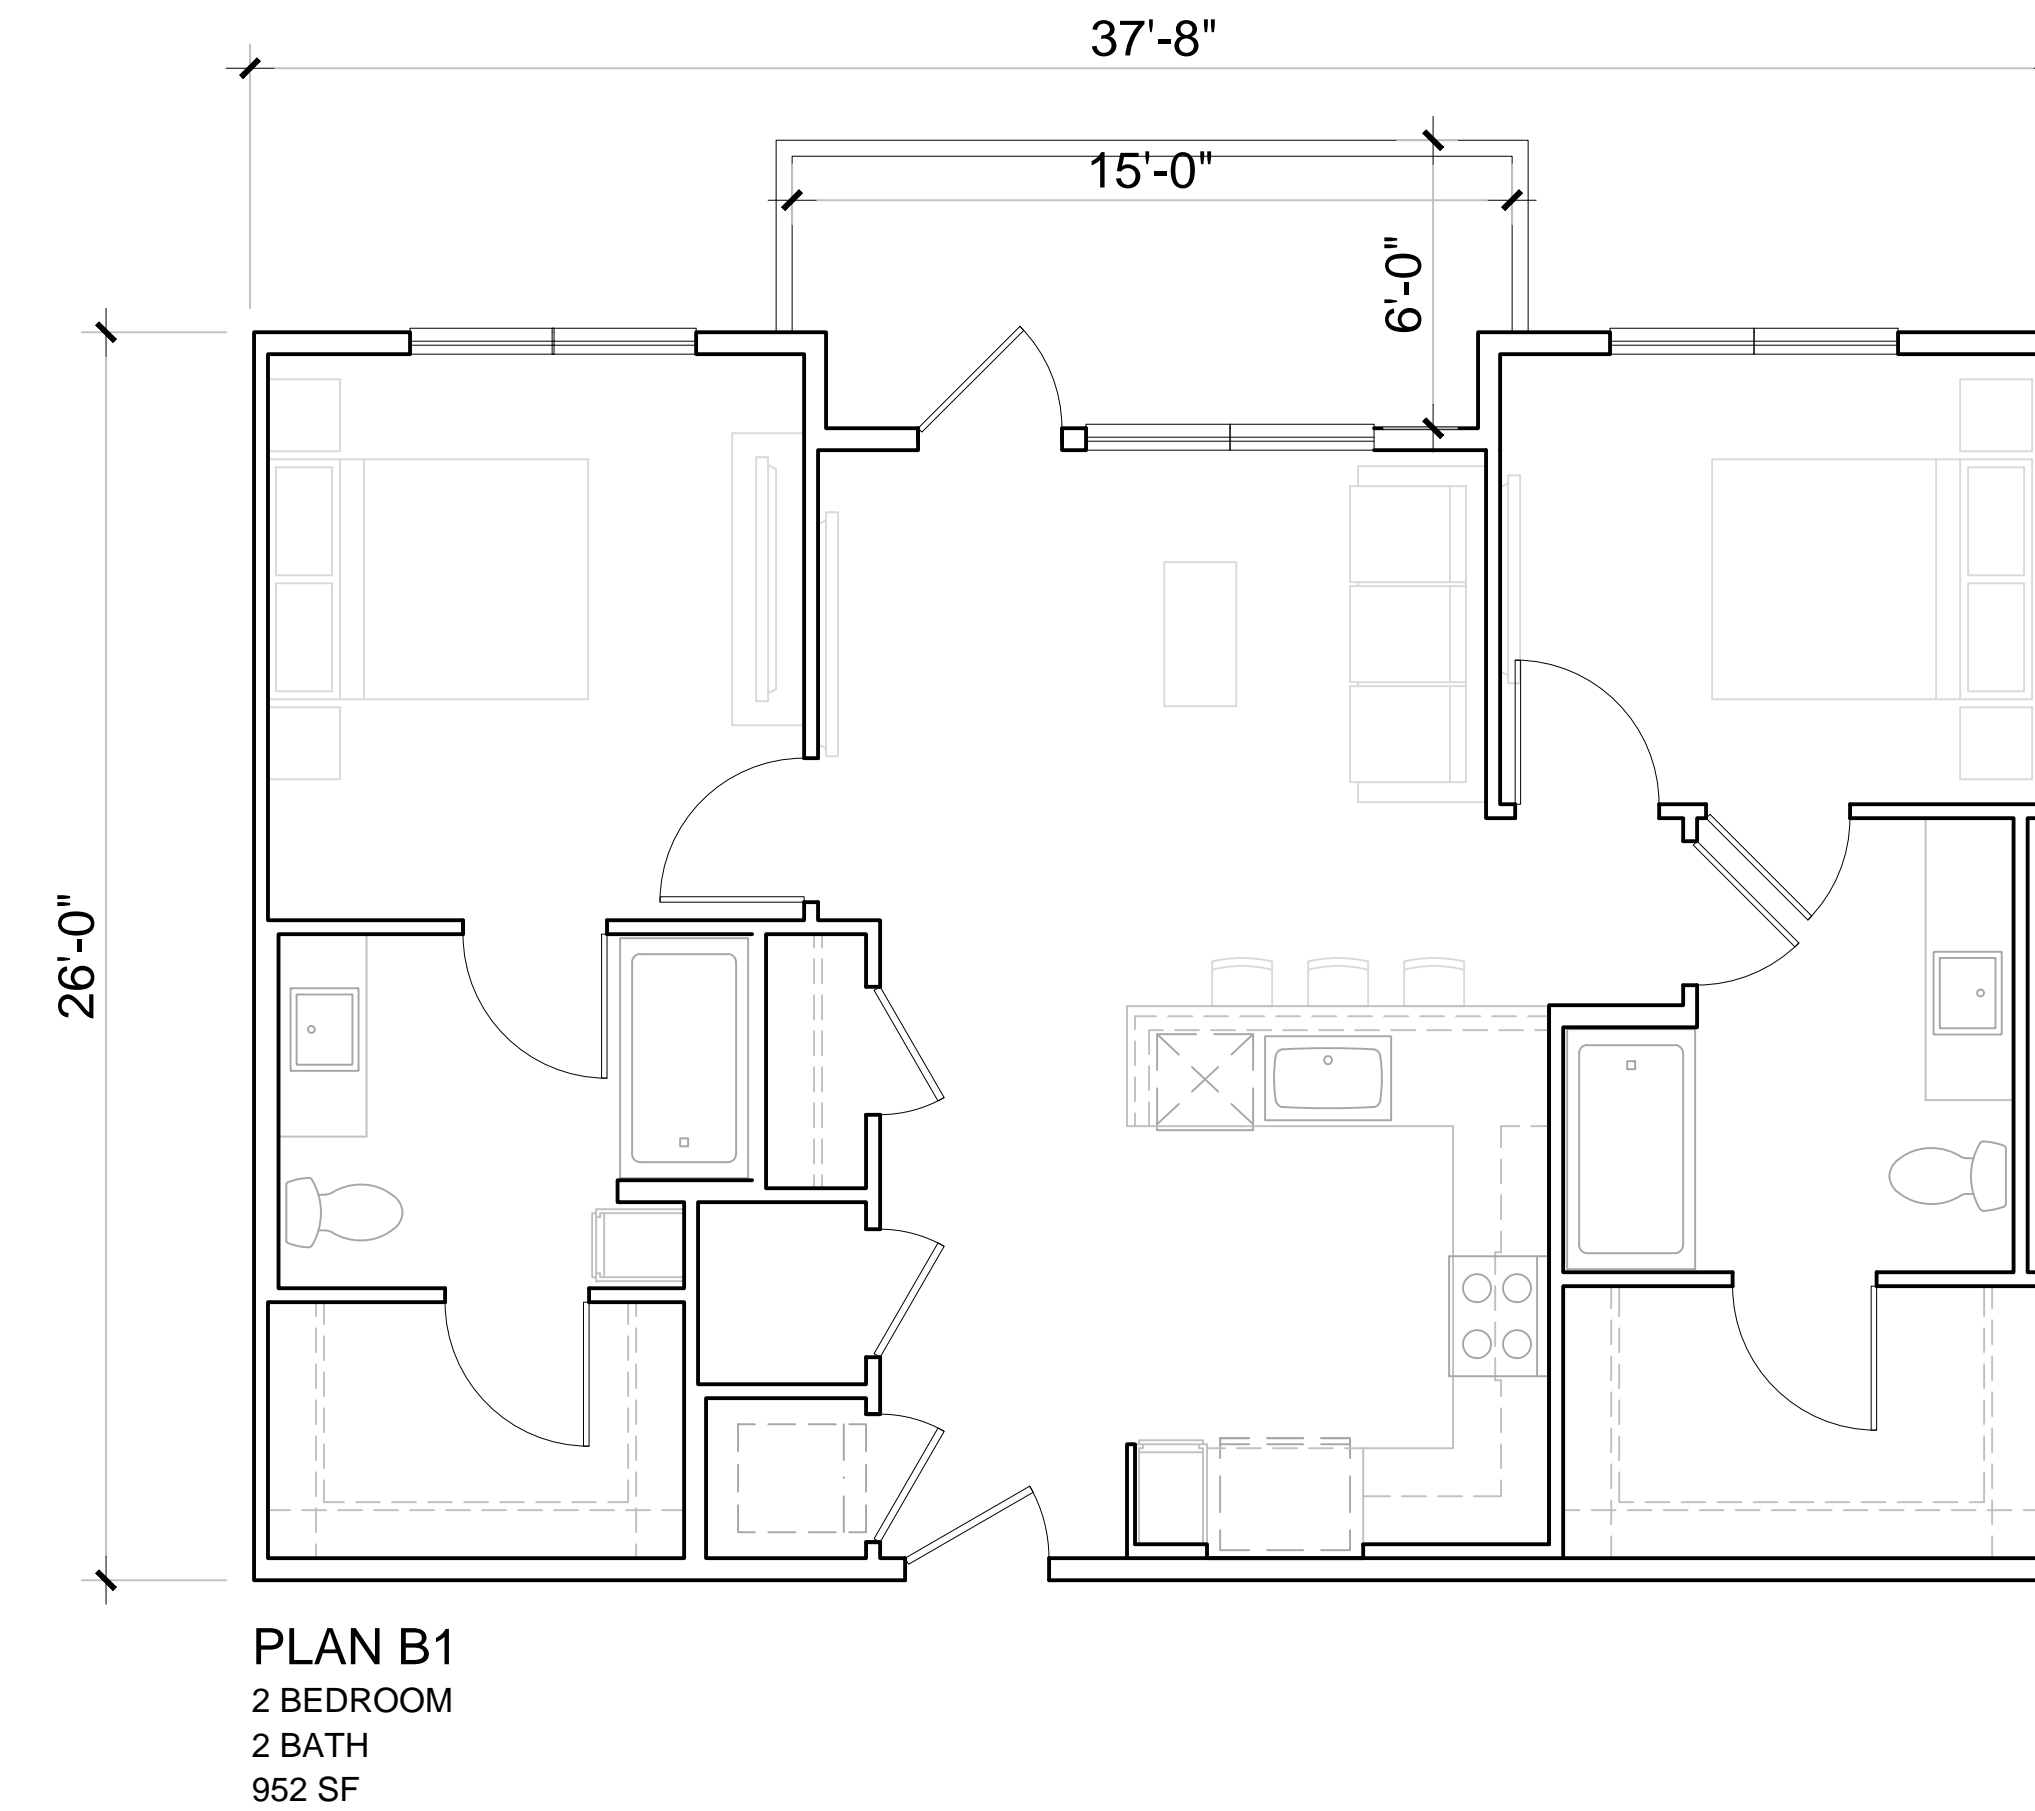 37'-8"
15'-0"
6'-0"
26'-0"
PLAN B1
2 BEDROOM
2 BATH
952 SF